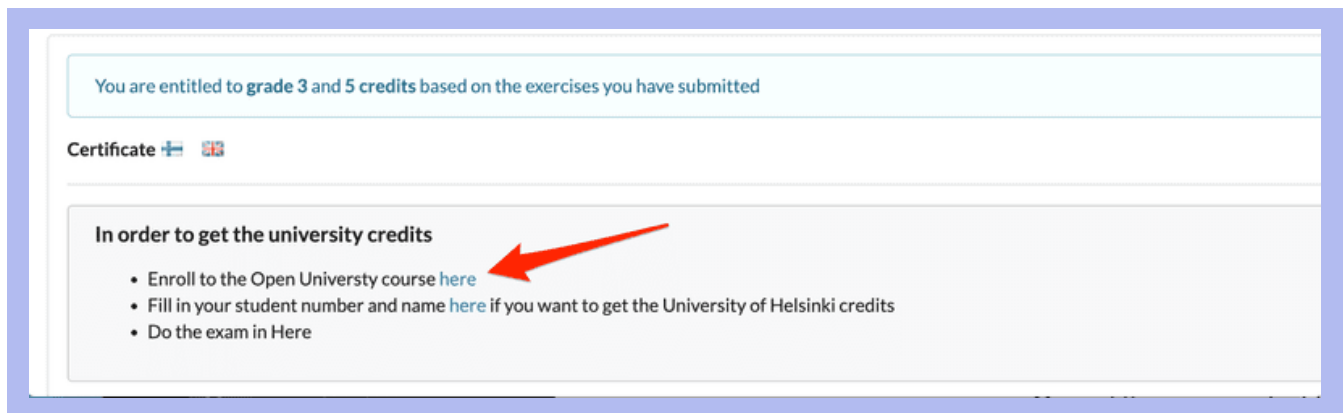 You are entitled to grade 3 and 5 credits based on the exercises you have submitted
Certificate
In order to get the university credits
• Enroll to the Open Universty course here
• Fill in your student number and name here if you want to get the University of Helsinki credits
• Do the exam in Here